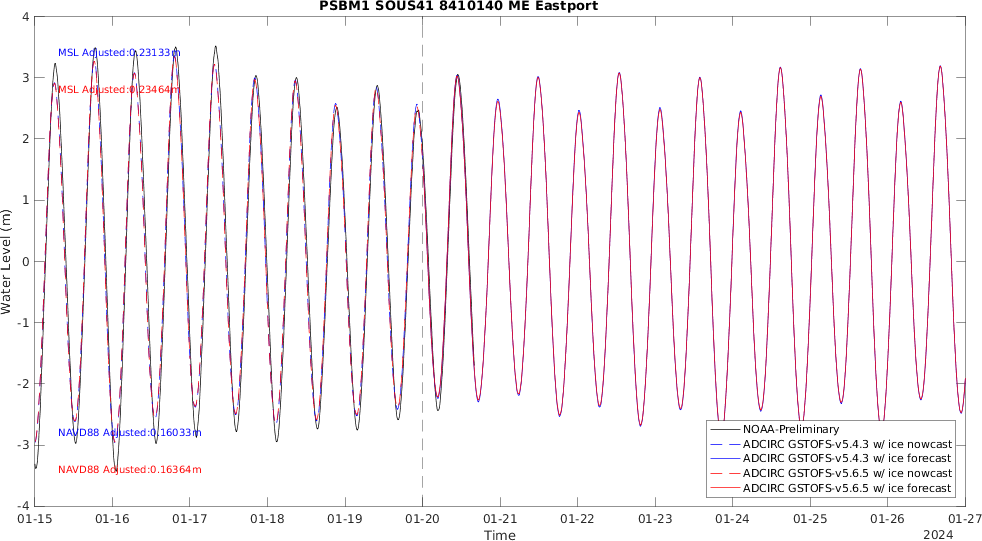 PSBM1 SOUS41 8410140 ME Eastport
MSL Adjusted:0.23133m
MSL Adjusted:0.23464m
NAVD88 Adjusted:0.16033m
NAVD88 Adjusted:0.16364m
Water Level (m)
4
3
2
1
0
-1
-2
-3
-4
NOAA-Preliminary
ADCIRC GSTOFS-v5.4.3 w/ ice nowcast
ADCIRC GSTOFS-v5.4.3 w/ ice forecast
ADCIRC GSTOFS-v5.6.5 w/ ice nowcast
ADCIRC GSTOFS-v5.6.5 w/ ice forecast
01-15 01-16 01-17 01-18 01-19 01-20 01-21 01-22 01-23 01-24 01-25 01-26 01-27
Time
2024